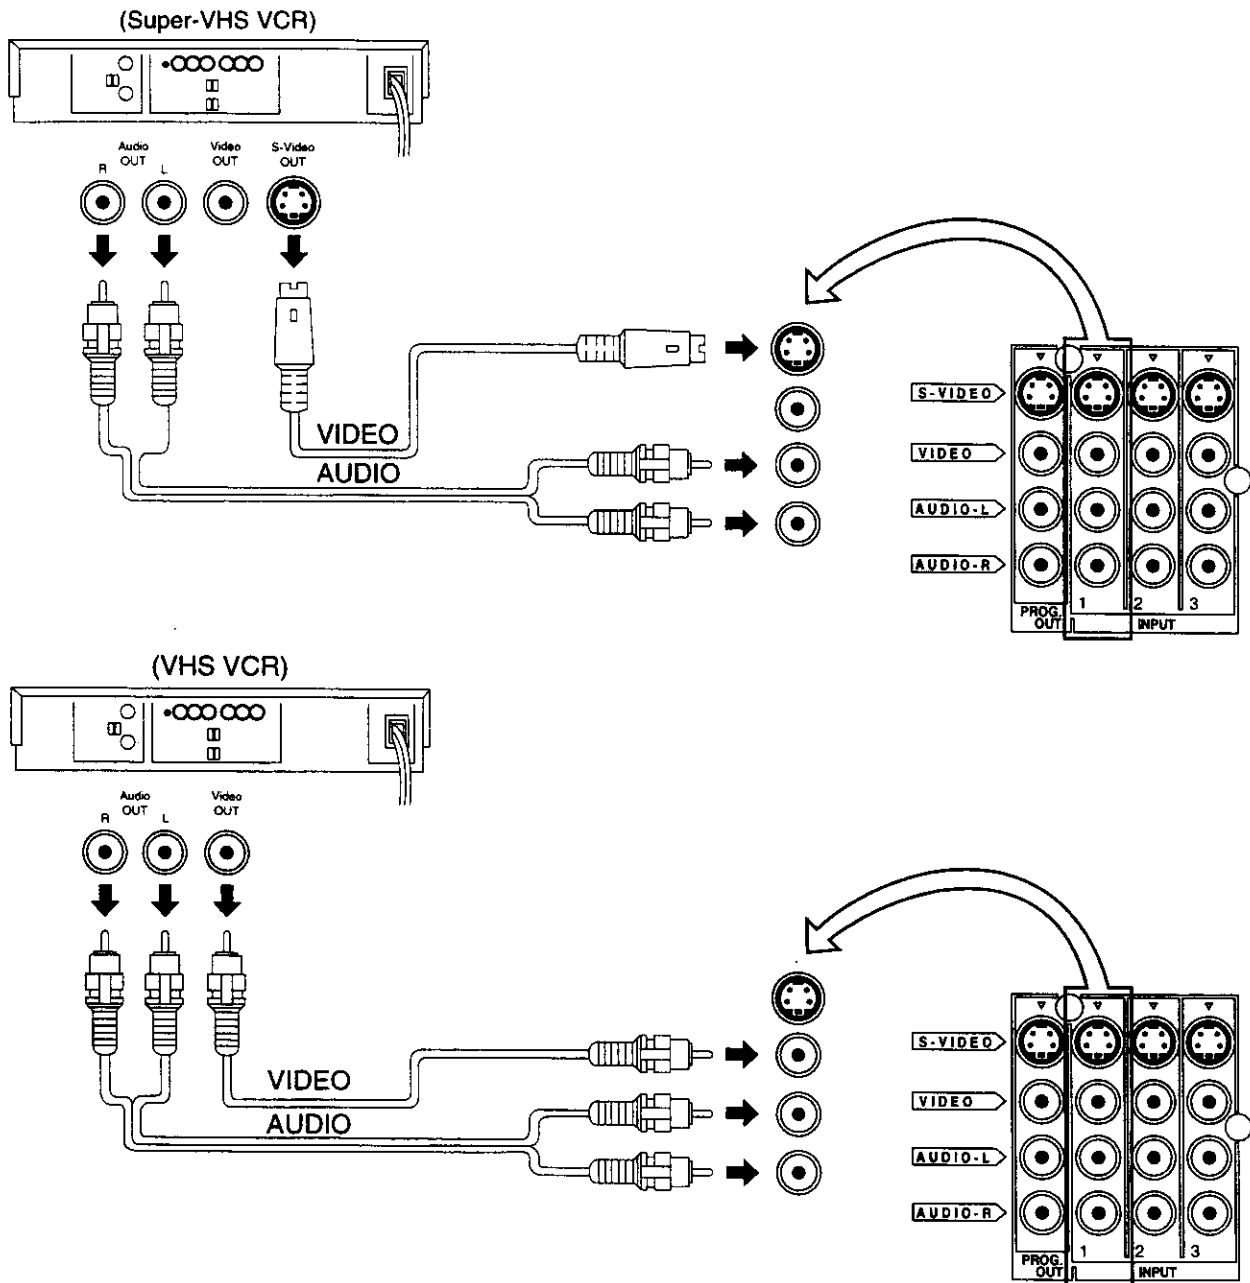 (Super-VHS VCR)
Audio OUT
R
L
Video OUT
S-Video OUT
VIDEO
AUDIO
S-VIDEO
VIDEO
AUDIO-L
AUDIO-R
1
2
3
PROG. OUT
INPUT
(VHS VCR)
Audio OUT
R
L
Video OUT
VIDEO
AUDIO
S-VIDEO
VIDEO
AUDIO-L
AUDIO-R
1
2
3
PROG. OUT
INPUT